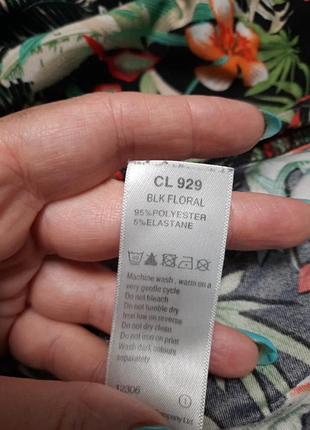 CL 929
BLK FLORAL
95%POLYESTER
5%ELASTANE
Machine wash , warm on a
very gentle cycle
Do not bleach
Do not tumble dry
Iron low on reverse
Do not dry clean
Do not iron on print
Wash dark colours
separately
12306
Company Ltd